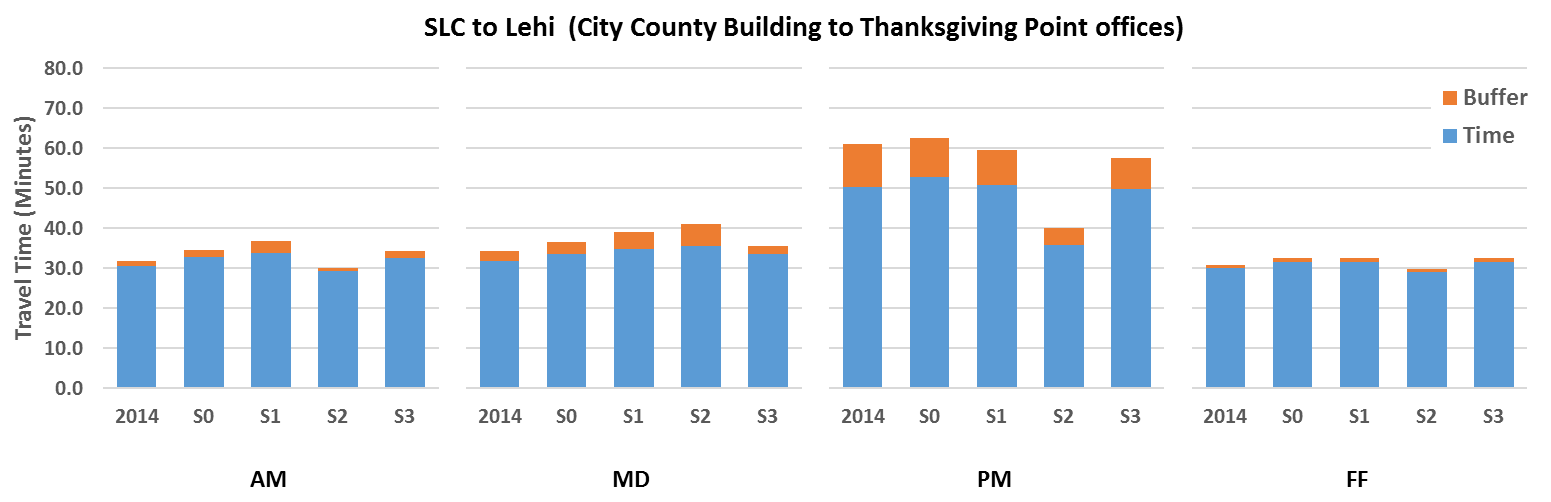 SLC to Lehi  (City County Building to Thanksgiving Point offices)
Travel Time (Minutes)
80.0
70.0
60.0
50.0
40.0
30.0
20.0
10.0
0.0
Buffer
Time
2014 S0 S1 S2 S3 2014 S0 S1 S2 S3 2014 S0 S1 S2 S3 2014 S0 S1 S2 S3
AM MD PM FF